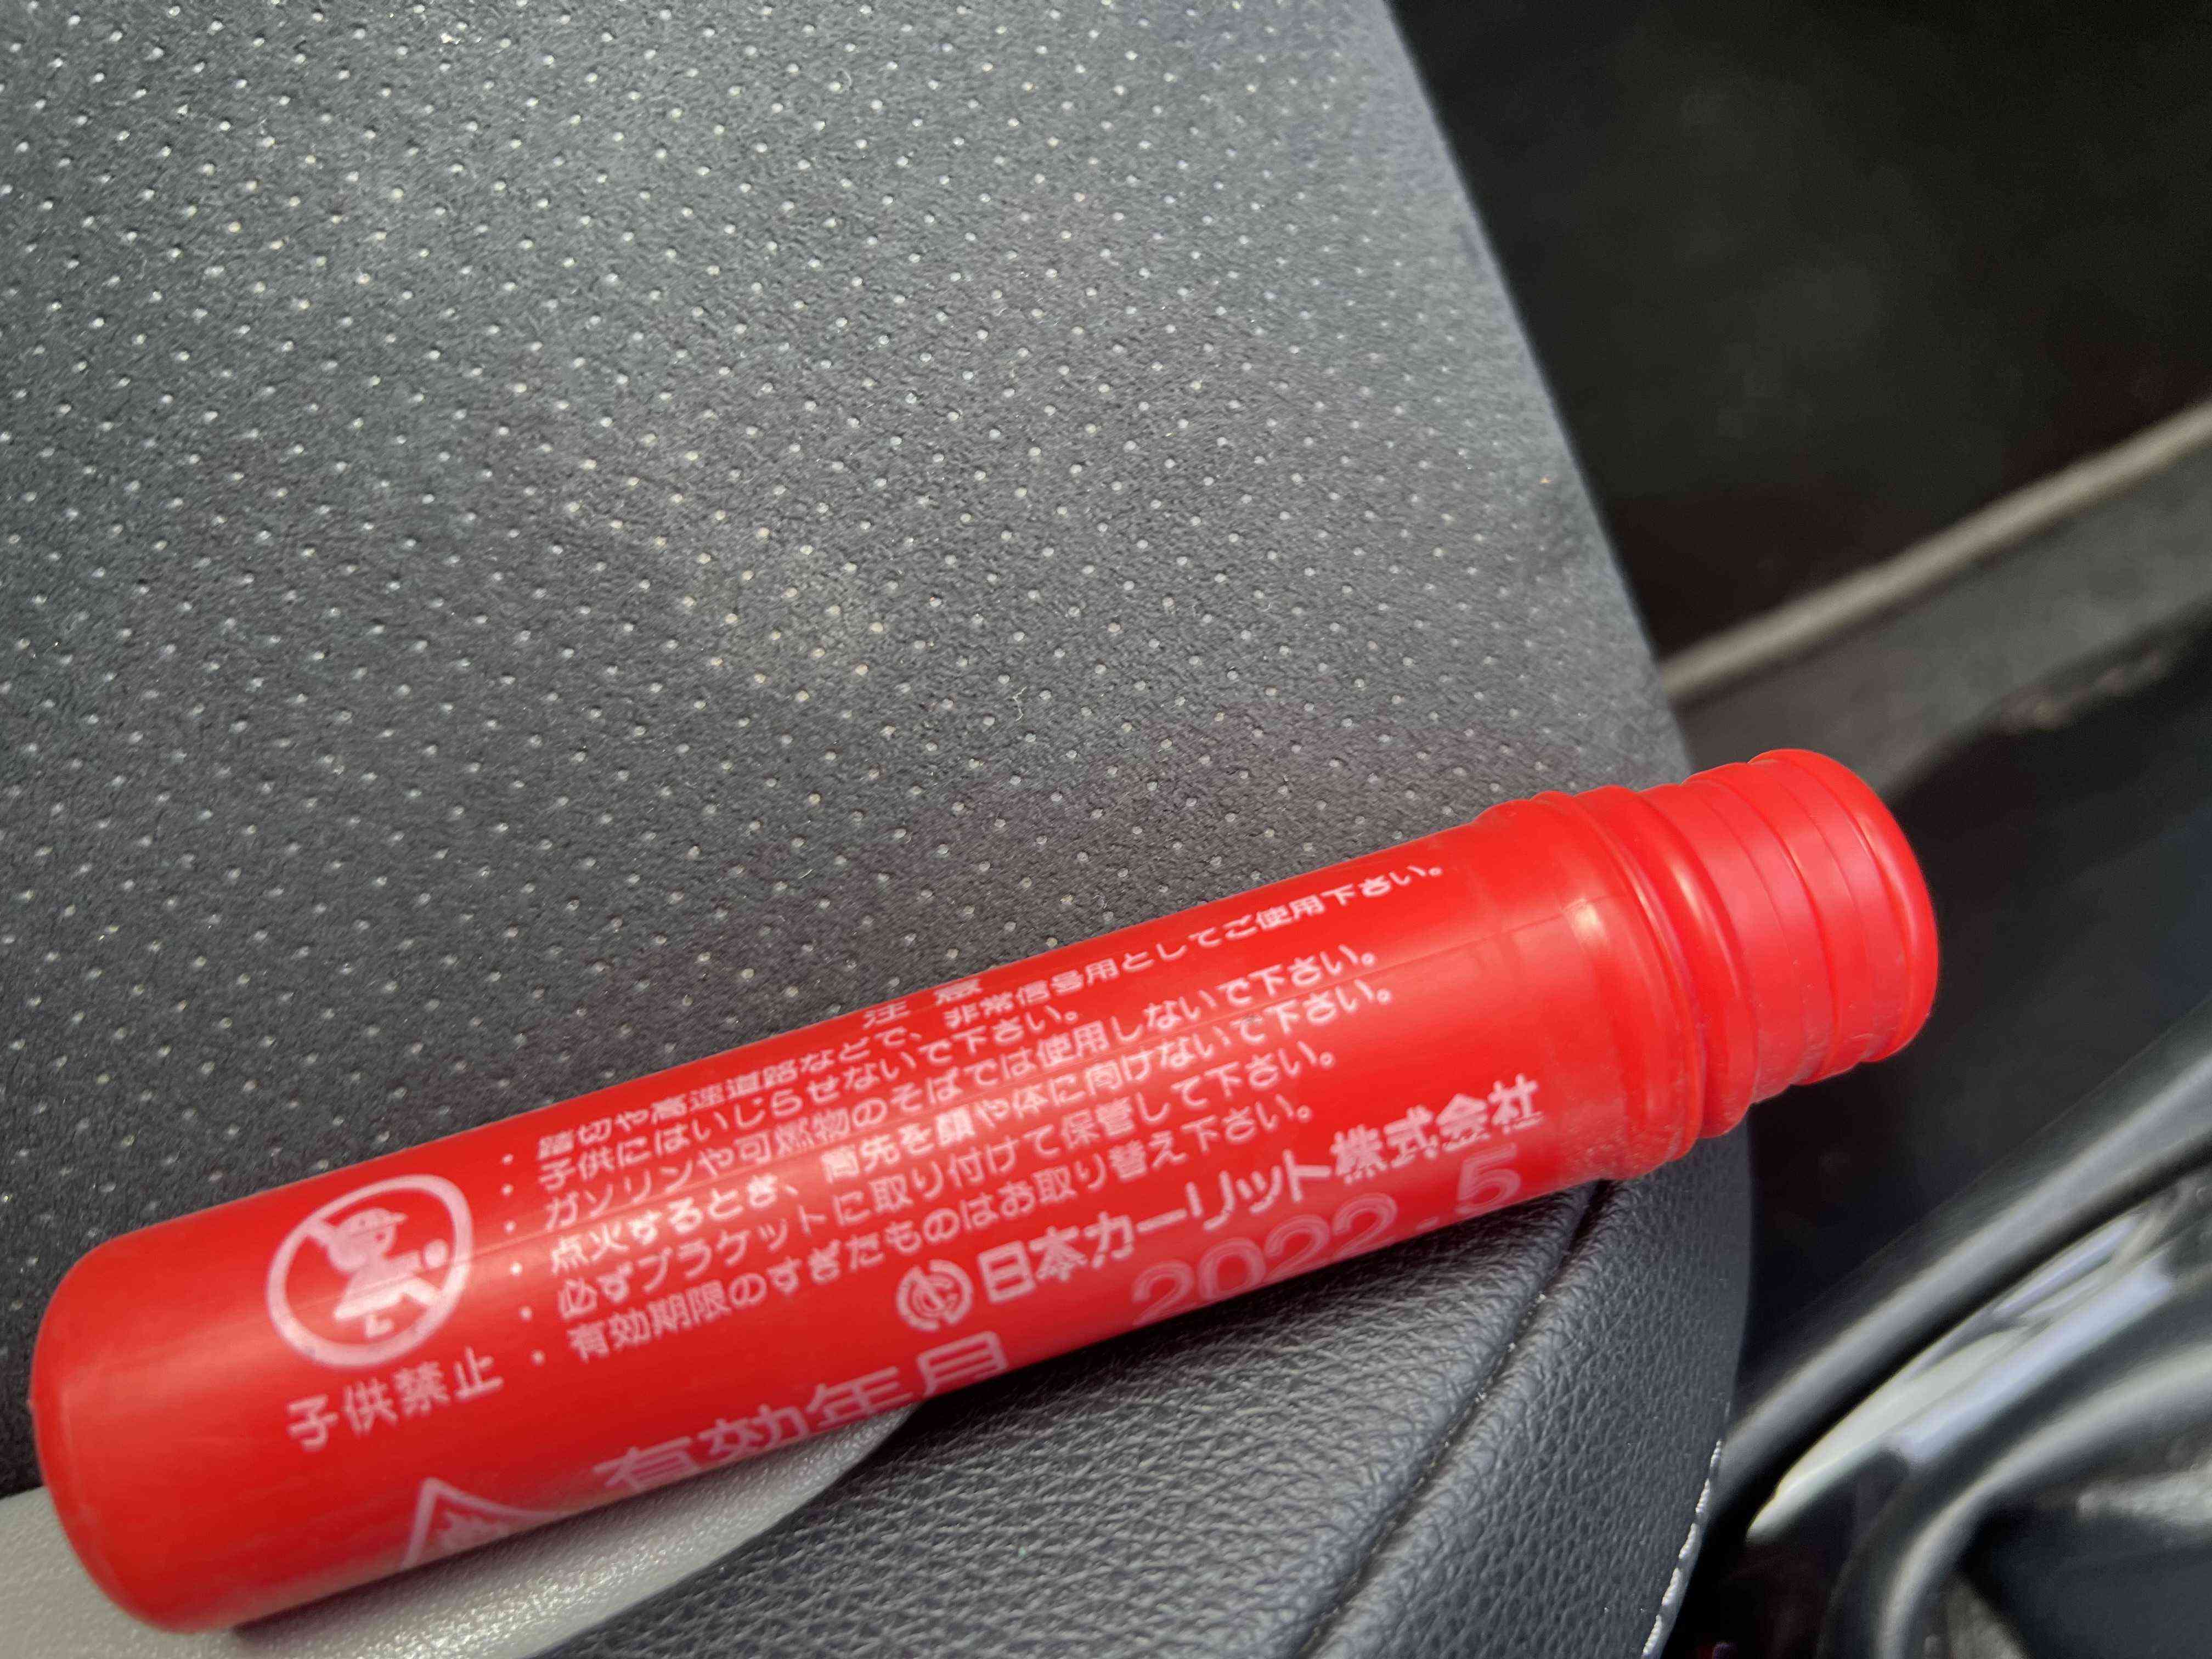 注意
・踏切や高速道路などで、非常信号用としてご使用下さい。
・子供にはいじらせないで下さい。
・ガソリンや可燃物のそばでは使用しないで下さい。
・点火するとき、筒先を顔や体に向けないで下さい。
・必ずブラケットに取り付けて保管して下さい。
・有効期限のすぎたものはお取り替え下さい。
子供禁止
日本カーリット株式会社
有効年月 2022.5